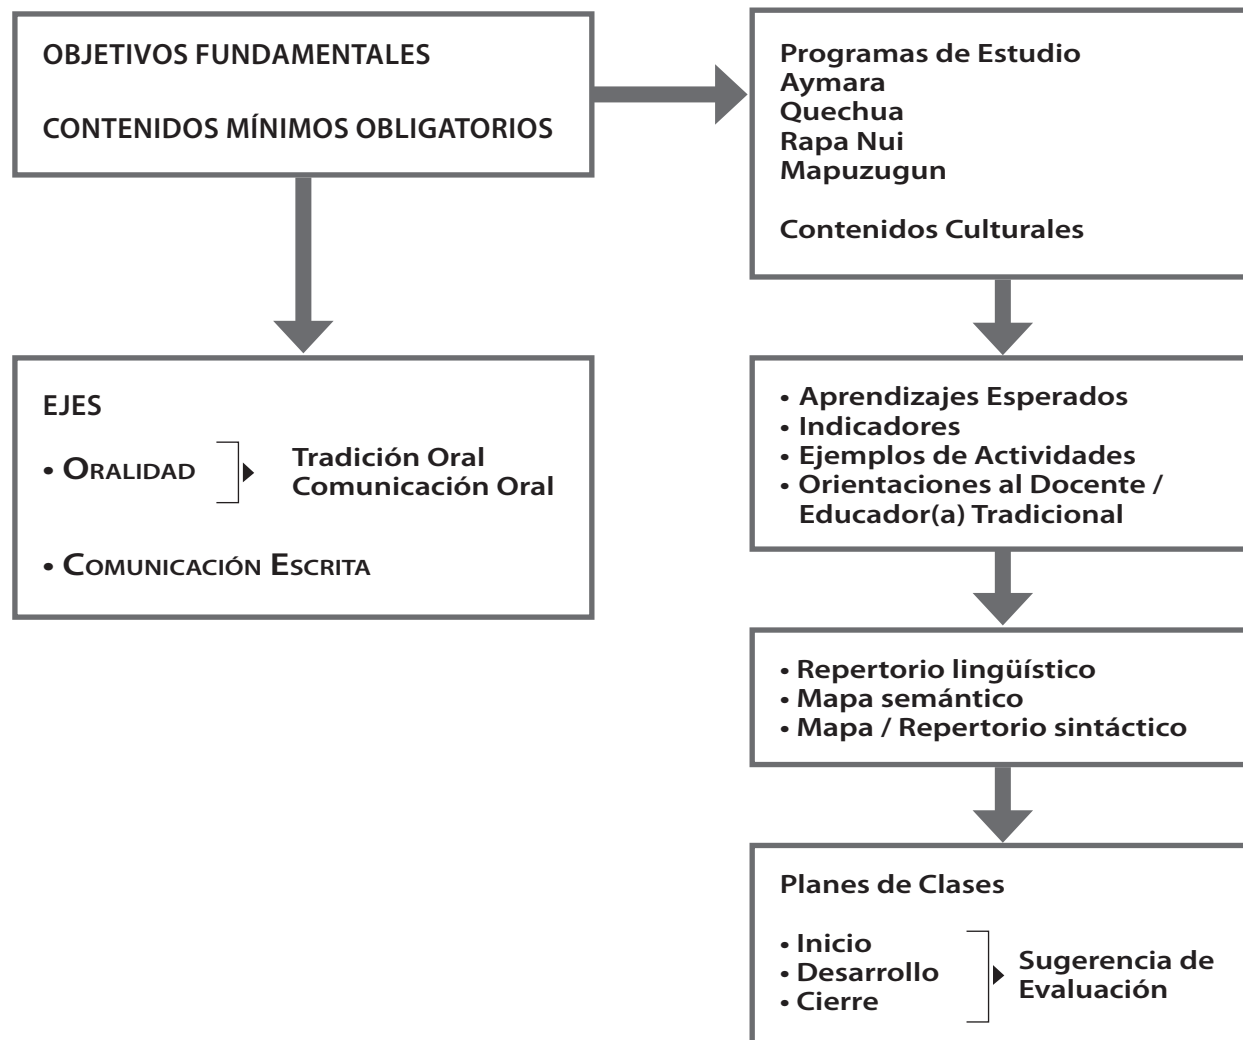 OBJETIVOS FUNDAMENTALES
CONTENIDOS MÍNIMOS OBLIGATORIOS
Programas de Estudio
Aymara
Quechua
Rapa Nui
Mapuzugun
Contenidos Culturales
EJES
• ORALIDAD
Tradición Oral
Comunicación Oral
• COMUNICACIÓN ESCRITA
• Aprendizajes Esperados
• Indicadores
• Ejemplos de Actividades
• Orientaciones al Docente /
Educador(a) Tradicional
• Repertorio lingüístico
• Mapa semántico
• Mapa / Repertorio sintáctico
Planes de Clases
• Inicio
• Desarrollo
• Cierre
Sugerencia de
Evaluación